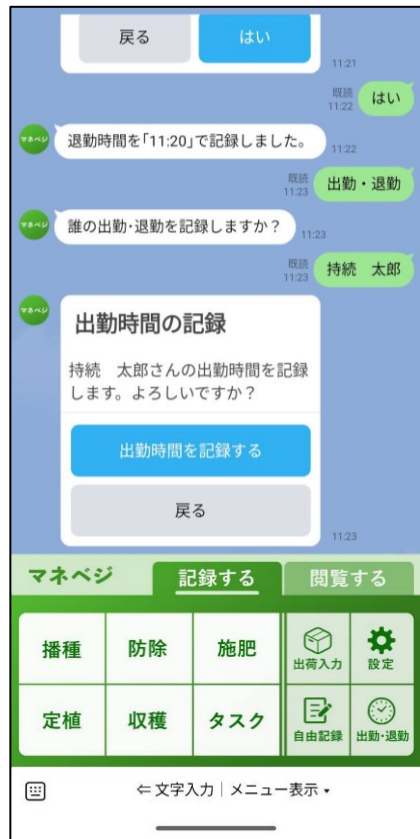 戻る
はい
11:21
既読
11:22
はい
マネベジ
退勤時間を「11:20」で記録しました。
11:22
既読
11:23
出勤・退勤
マネベジ
誰の出勤・退勤を記録しますか？
11:23
既読
11:23
持続　太郎
マネベジ
出勤時間の記録
持続　太郎さんの出勤時間を記録
します。よろしいですか？
出勤時間を記録する
戻る
11:23
マネベジ
記録する
閲覧する
播種
防除
施肥
出荷入力
設定
定植
収穫
タスク
自由記録
出勤・退勤
⇐ 文字入力｜メニュー表示 ▾